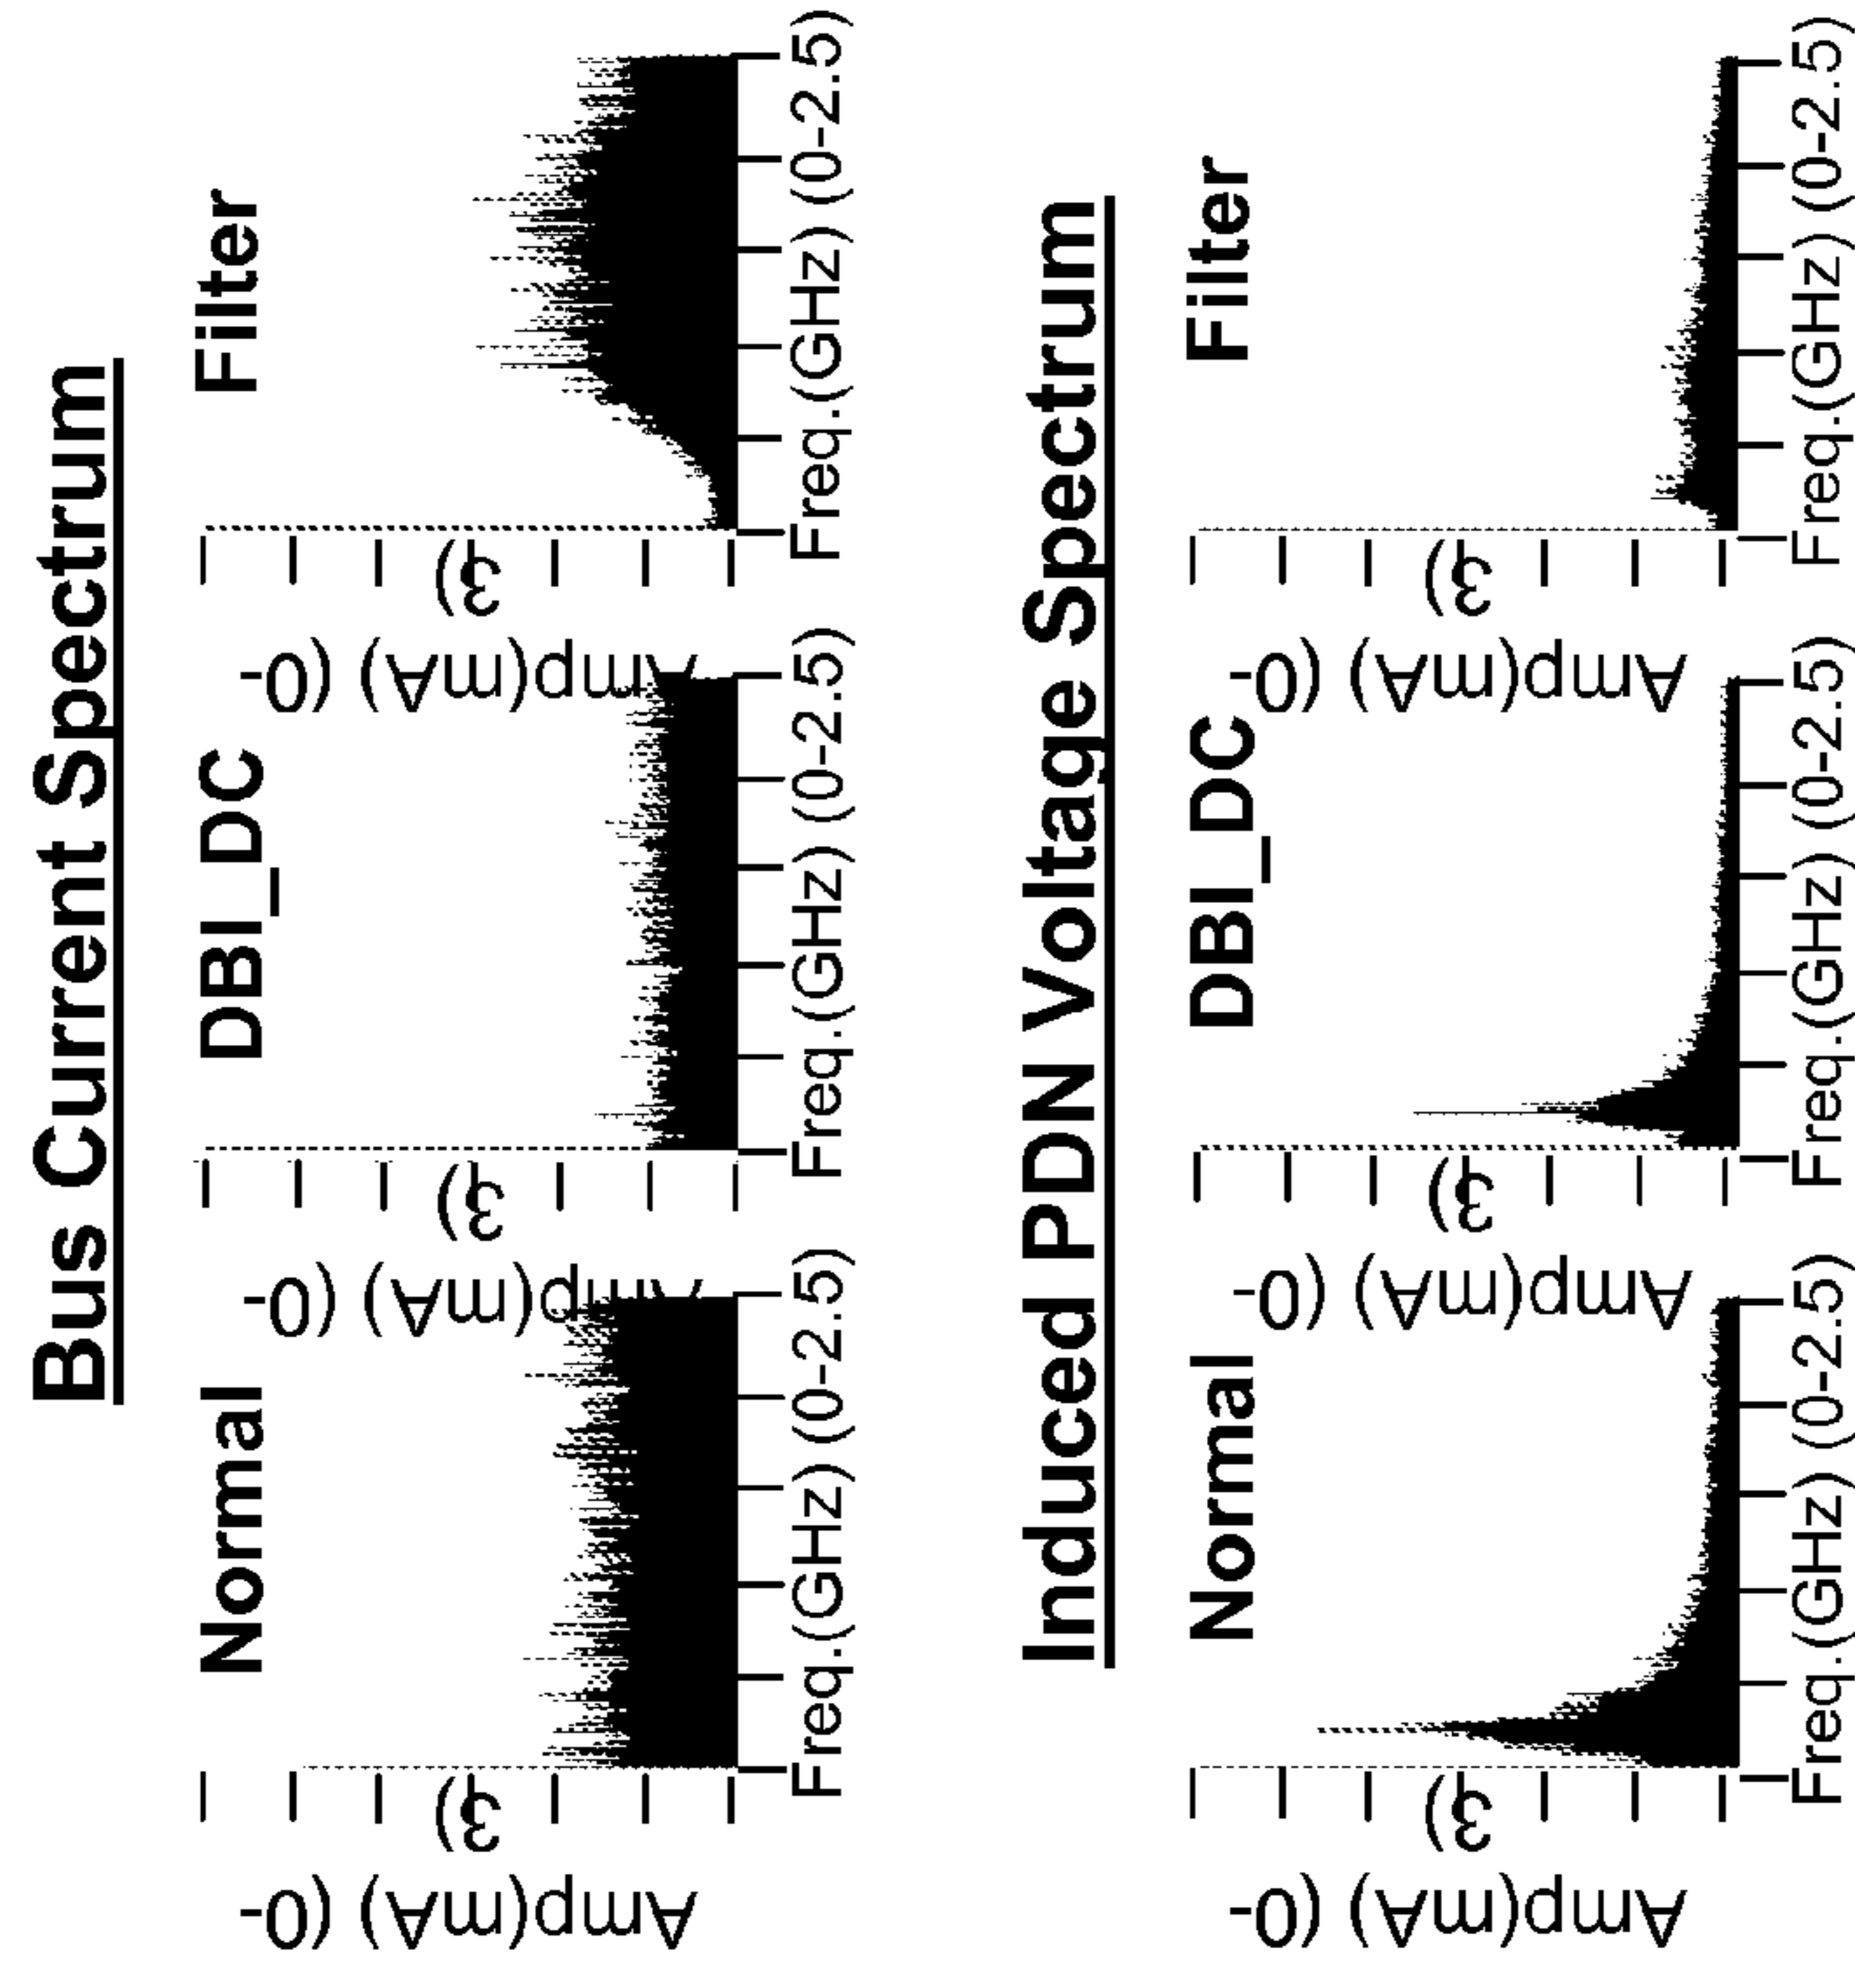 Bus Current Spectrum
Normal
DBI_DC
Filter
Amp(mA) (0-
3)
Amp(mA) (0-
3)
Amp(mA) (0-
3)
Freq.(GHz) (0-2.5)
Freq.(GHz) (0-2.5)
Freq.(GHz) (0-2.5)
Induced PDN Voltage Spectrum
Normal
DBI_DC
Filter
Amp(mA) (0-
3)
Amp(mA) (0-
3)
Amp(mA) (0-
3)
Freq.(GHz) (0-2.5)
Freq.(GHz) (0-2.5)
Freq.(GHz) (0-2.5)